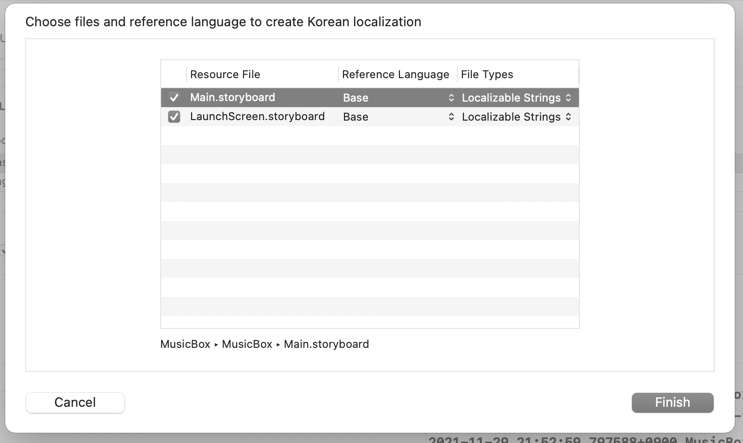 Choose files and reference language to create Korean localization
Resource File Reference Language File Types
Main.storyboard Base Localizable Strings
LaunchScreen.storyboard Base Localizable Strings
MusicBox ▸ MusicBox ▸ Main.storyboard
Cancel Finish
2021-11-29 21:52:59.797588+0900 MusicBo